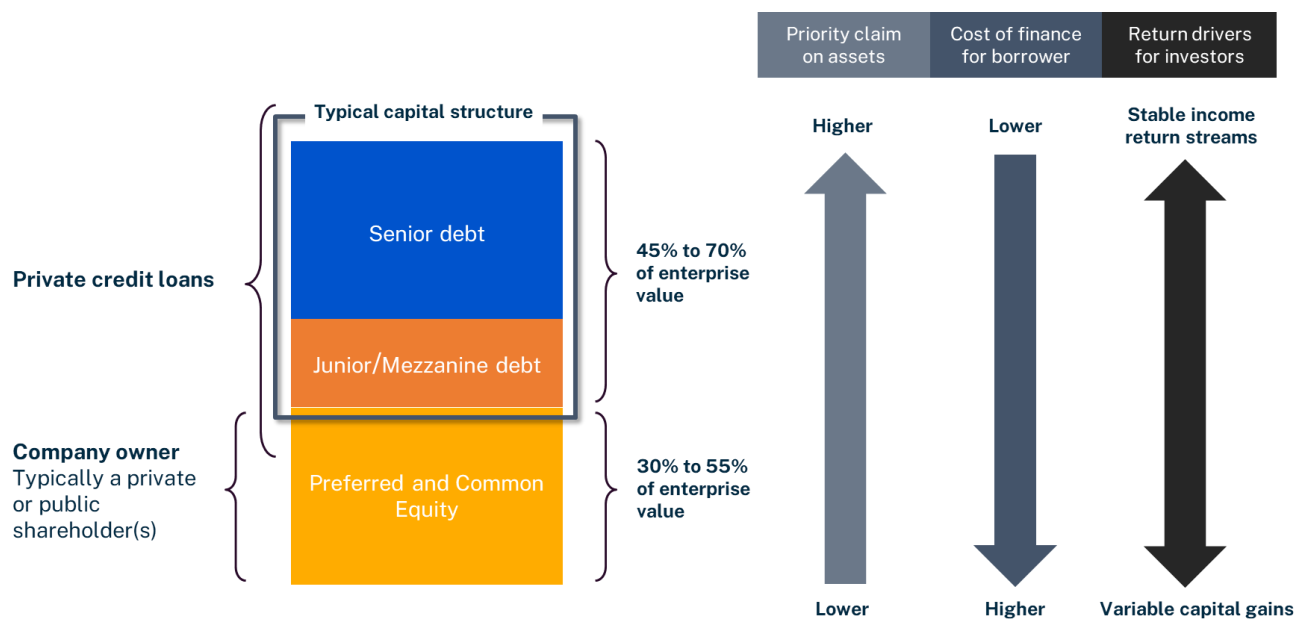 Priority claim
on assets
Cost of finance
for borrower
Return drivers
for investors
Typical capital structure
Higher
Lower
Stable income
return streams
Senior debt
45% to 70%
of enterprise
value
Private credit loans
Junior/Mezzanine debt
Company owner
Typically a private
or public
shareholder(s)
Preferred and Common
Equity
30% to 55%
of enterprise
value
Lower
Higher
Variable capital gains